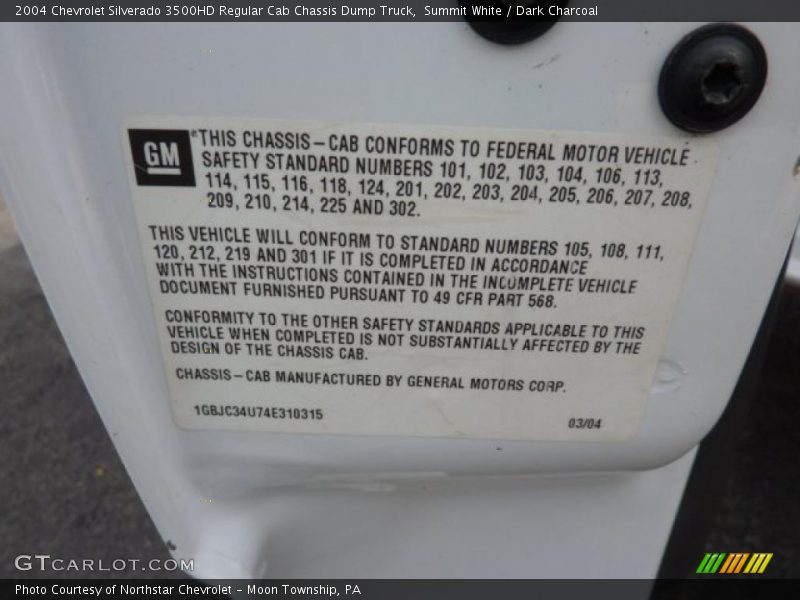 2004 Chevrolet Silverado 3500HD Regular Cab Chassis Dump Truck,  Summit White / Dark Charcoal
GM
*THIS CHASSIS-CAB CONFORMS TO FEDERAL MOTOR VEHICLE
SAFETY STANDARD NUMBERS 101, 102, 103, 104, 106, 113,
114, 115, 116, 118, 124, 201, 202, 203, 204, 205, 206, 207, 208,
209, 210, 214, 225 AND 302.
THIS VEHICLE WILL CONFORM TO STANDARD NUMBERS 105, 108, 111,
120, 212, 219 AND 301 IF IT IS COMPLETED IN ACCORDANCE
WITH THE INSTRUCTIONS CONTAINED IN THE INCOMPLETE VEHICLE
DOCUMENT FURNISHED PURSUANT TO 49 CFR PART 568.
CONFORMITY TO THE OTHER SAFETY STANDARDS APPLICABLE TO THIS
VEHICLE WHEN COMPLETED IS NOT SUBSTANTIALLY AFFECTED BY THE
DESIGN OF THE CHASSIS CAB.
CHASSIS-CAB MANUFACTURED BY GENERAL MOTORS CORP.
1GBJC34U74E310315
03/04
GTCARLOT.COM
Photo Courtesy of Northstar Chevrolet - Moon Township, PA